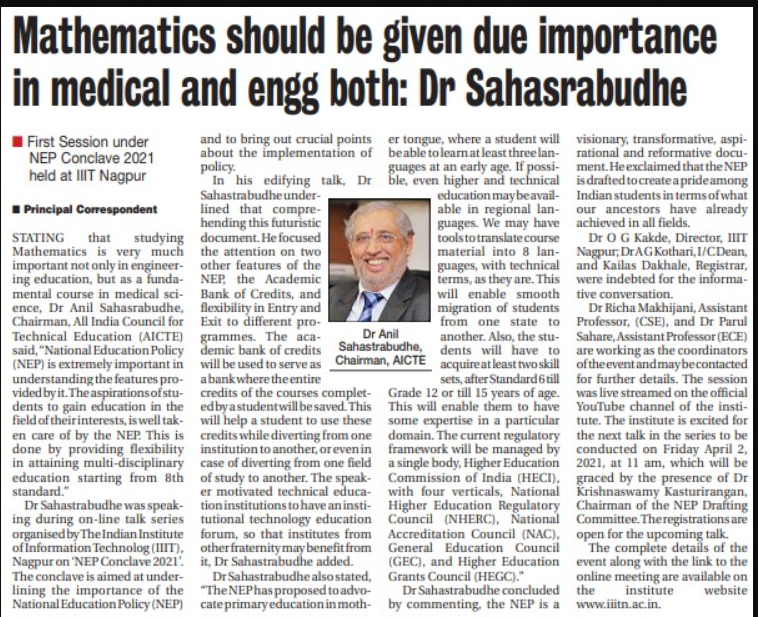 Mathematics should be given due importance
in medical and engg both: Dr Sahasrabudhe
■ First Session under
NEP Conclave 2021
held at IIIT Nagpur
■ Principal Correspondent
STATING that studying
Mathematics is very much
important not only in engineer-
ing education, but as a funda-
mental course in medical sci-
ence, Dr Anil Sahasrabudhe,
Chairman, All India Council for
Technical Education (AICTE)
said, “National Education Policy
(NEP) is extremely important in
understanding the features pro-
vided by it. The aspirations of stu-
dents to gain education in the
field of their interests, is well tak-
en care of by the NEP. This is
done by providing flexibility
in attaining multi-disciplinary
education starting from 8th
standard.”
Dr Sahastrabudhe was speak-
ing during on-line talk series
organised by The Indian Institute
of Information Technolog (IIIT),
Nagpur on ‘NEP Conclave 2021’.
The conclave is aimed at under-
lining the importance of the
National Education Policy (NEP)
and to bring out crucial points
about the implementation of
policy.
In his edifying talk, Dr
Sahastrabudhe under-
lined that compre-
hending this futuristic
document. He focused
the attention on two
other features of the
NEP, the Academic
Bank of Credits, and
flexibility in Entry and
Exit to different pro-
grammes. The aca-
demic bank of credits
will be used to serve as
a bank where the entire
credits of the courses complet-
ed by a student will be saved. This
will help a student to use these
credits while diverting from one
institution to another, or even in
case of diverting from one field
of study to another. The speak-
er motivated technical educa-
tion institutions to have an insti-
tutional technology education
forum, so that institutes from
other fraternity may benefit from
it, Dr Sahastrabudhe added.
Dr Sahastrabudhe also stated,
“The NEP has proposed to advo-
cate primary education in moth-
Dr Anil
Sahastrabudhe,
Chairman, AICTE
er tongue, where a student will
be able to learn at least three lan-
guages at an early age. If possi-
ble, even higher and technical
education may be avail-
able in regional lan-
guages. We may have
tools to translate course
material into 8 lan-
guages, with technical
terms, as they are. This
will enable smooth
migration of students
from one state to
another. Also, the stu-
dents will have to
acquire at least two skill
sets, after Standard 6 till
Grade 12 or till 15 years of age.
This will enable them to have
some expertise in a particular
domain. The current regulatory
framework will be managed by
a single body, Higher Education
Commission of India (HECI),
with four verticals, National
Higher Education Regulatory
Council (NHERC), National
Accreditation Council (NAC),
General Education Council
(GEC), and Higher Education
Grants Council (HEGC).”
Dr Sahastrabudhe concluded
by commenting, the NEP is a
visionary, transformative, aspi-
rational and reformative docu-
ment. He exclaimed that the NEP
is drafted to create a pride among
Indian students in terms of what
our ancestors have already
achieved in all fields.
Dr O G Kakde, Director, IIIT
Nagpur; Dr A G Kothari, I/C Dean,
and Kailas Dakhale, Registrar,
were indebted for the informa-
tive conversation.
Dr Richa Makhijani, Assistant
Professor, (CSE), and Dr Parul
Sahare, Assistant Professor (ECE)
are working as the coordinators
of the event and may be contacted
for further details. The session
was live streamed on the official
YouTube channel of the insti-
tute. The institute is excited for
the next talk in the series to be
conducted on Friday April 2,
2021, at 11 am, which will be
graced by the presence of Dr
Krishnaswamy Kasturirangan,
Chairman of the NEP Drafting
Committee. The registrations are
open for the upcoming talk.
The complete details of the
event along with the link to the
online meeting are available on
the institute website
www.iiitn.ac.in.